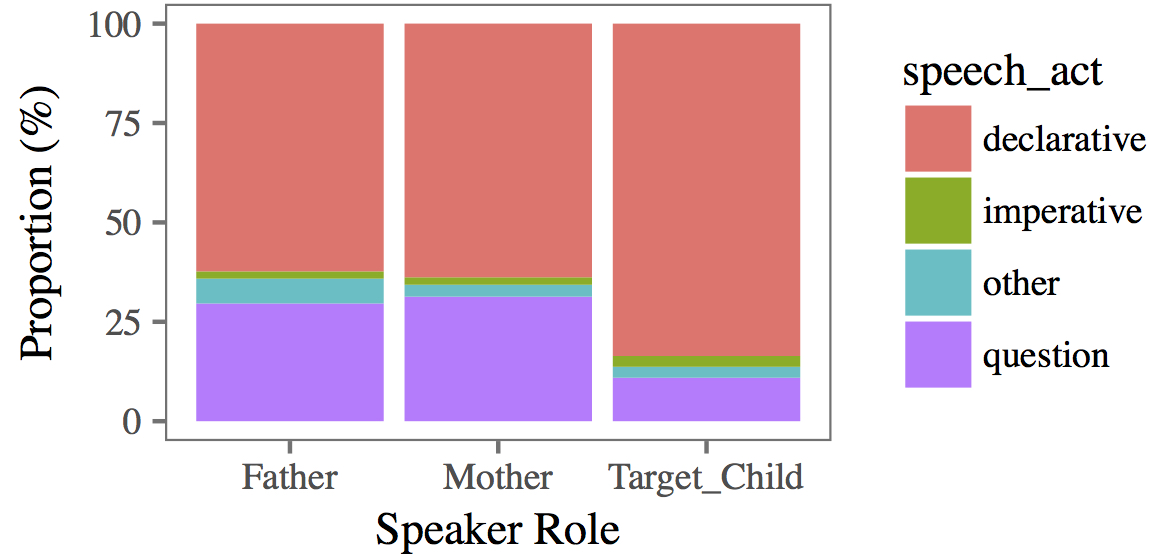 Proportion (%)
100
75
50
25
0
Father Mother Target_Child
Speaker Role
speech_act
declarative
imperative
other
question